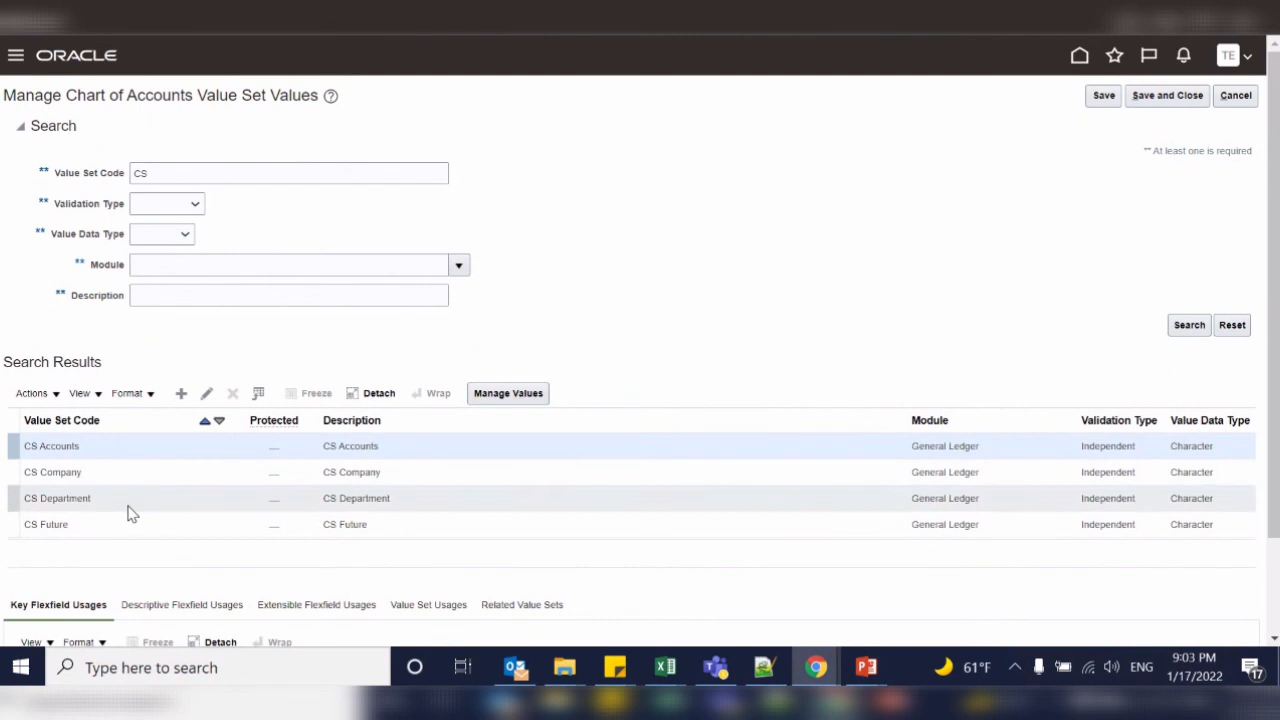 ORACLE
TE
Manage Chart of Accounts Value Set Values
Save Save and Close Cancel
Search
** At least one is required
** Value Set Code CS
** Validation Type
** Value Data Type
** Module
** Description
Search Reset
Search Results
Actions View Format Freeze Detach Wrap Manage Values
Value Set Code Protected Description Module Validation Type Value Data Type
CS Accounts CS Accounts General Ledger Independent Character
CS Company CS Company General Ledger Independent Character
CS Department CS Department General Ledger Independent Character
CS Future CS Future General Ledger Independent Character
Key Flexfield Usages Descriptive Flexfield Usages Extensible Flexfield Usages Value Set Usages Related Value Sets
View Format Freeze Detach Wrap
Type here to search
61°F
ENG
9:03 PM
1/17/2022
17